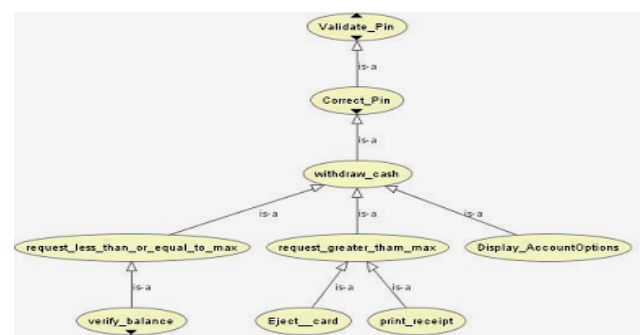 Validate_Pin
is-a
Correct_Pin
is-a
withdraw_cash
is-a
is-a
is-a
request_less_than_or_equal_to_max
request_greater_tham_max
Display_AccountOptions
is-a
is-a
is-a
verify_balance
Eject__card
print_receipt